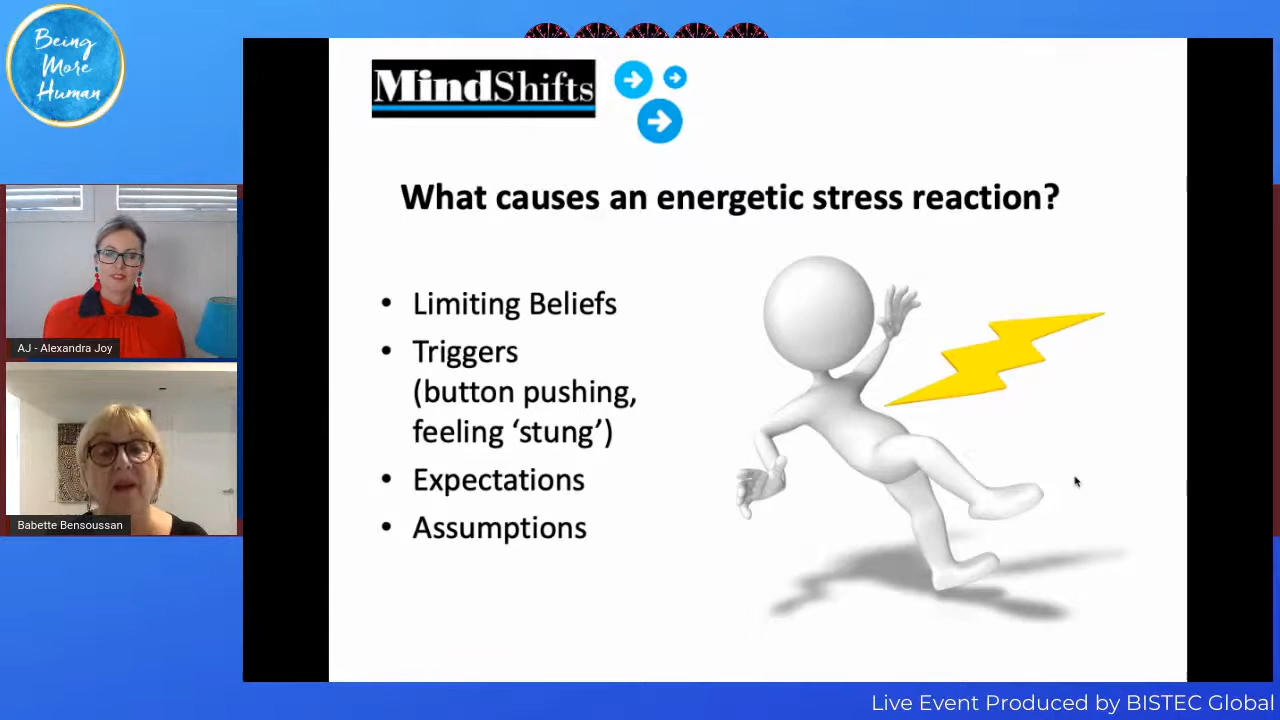 Being
More
Human
MindShifts
What causes an energetic stress reaction?
• Limiting Beliefs
• Triggers
(button pushing,
feeling ‘stung’)
• Expectations
• Assumptions
AJ - Alexandra Joy
Babette Bensoussan
Live Event Produced by BISTEC Global